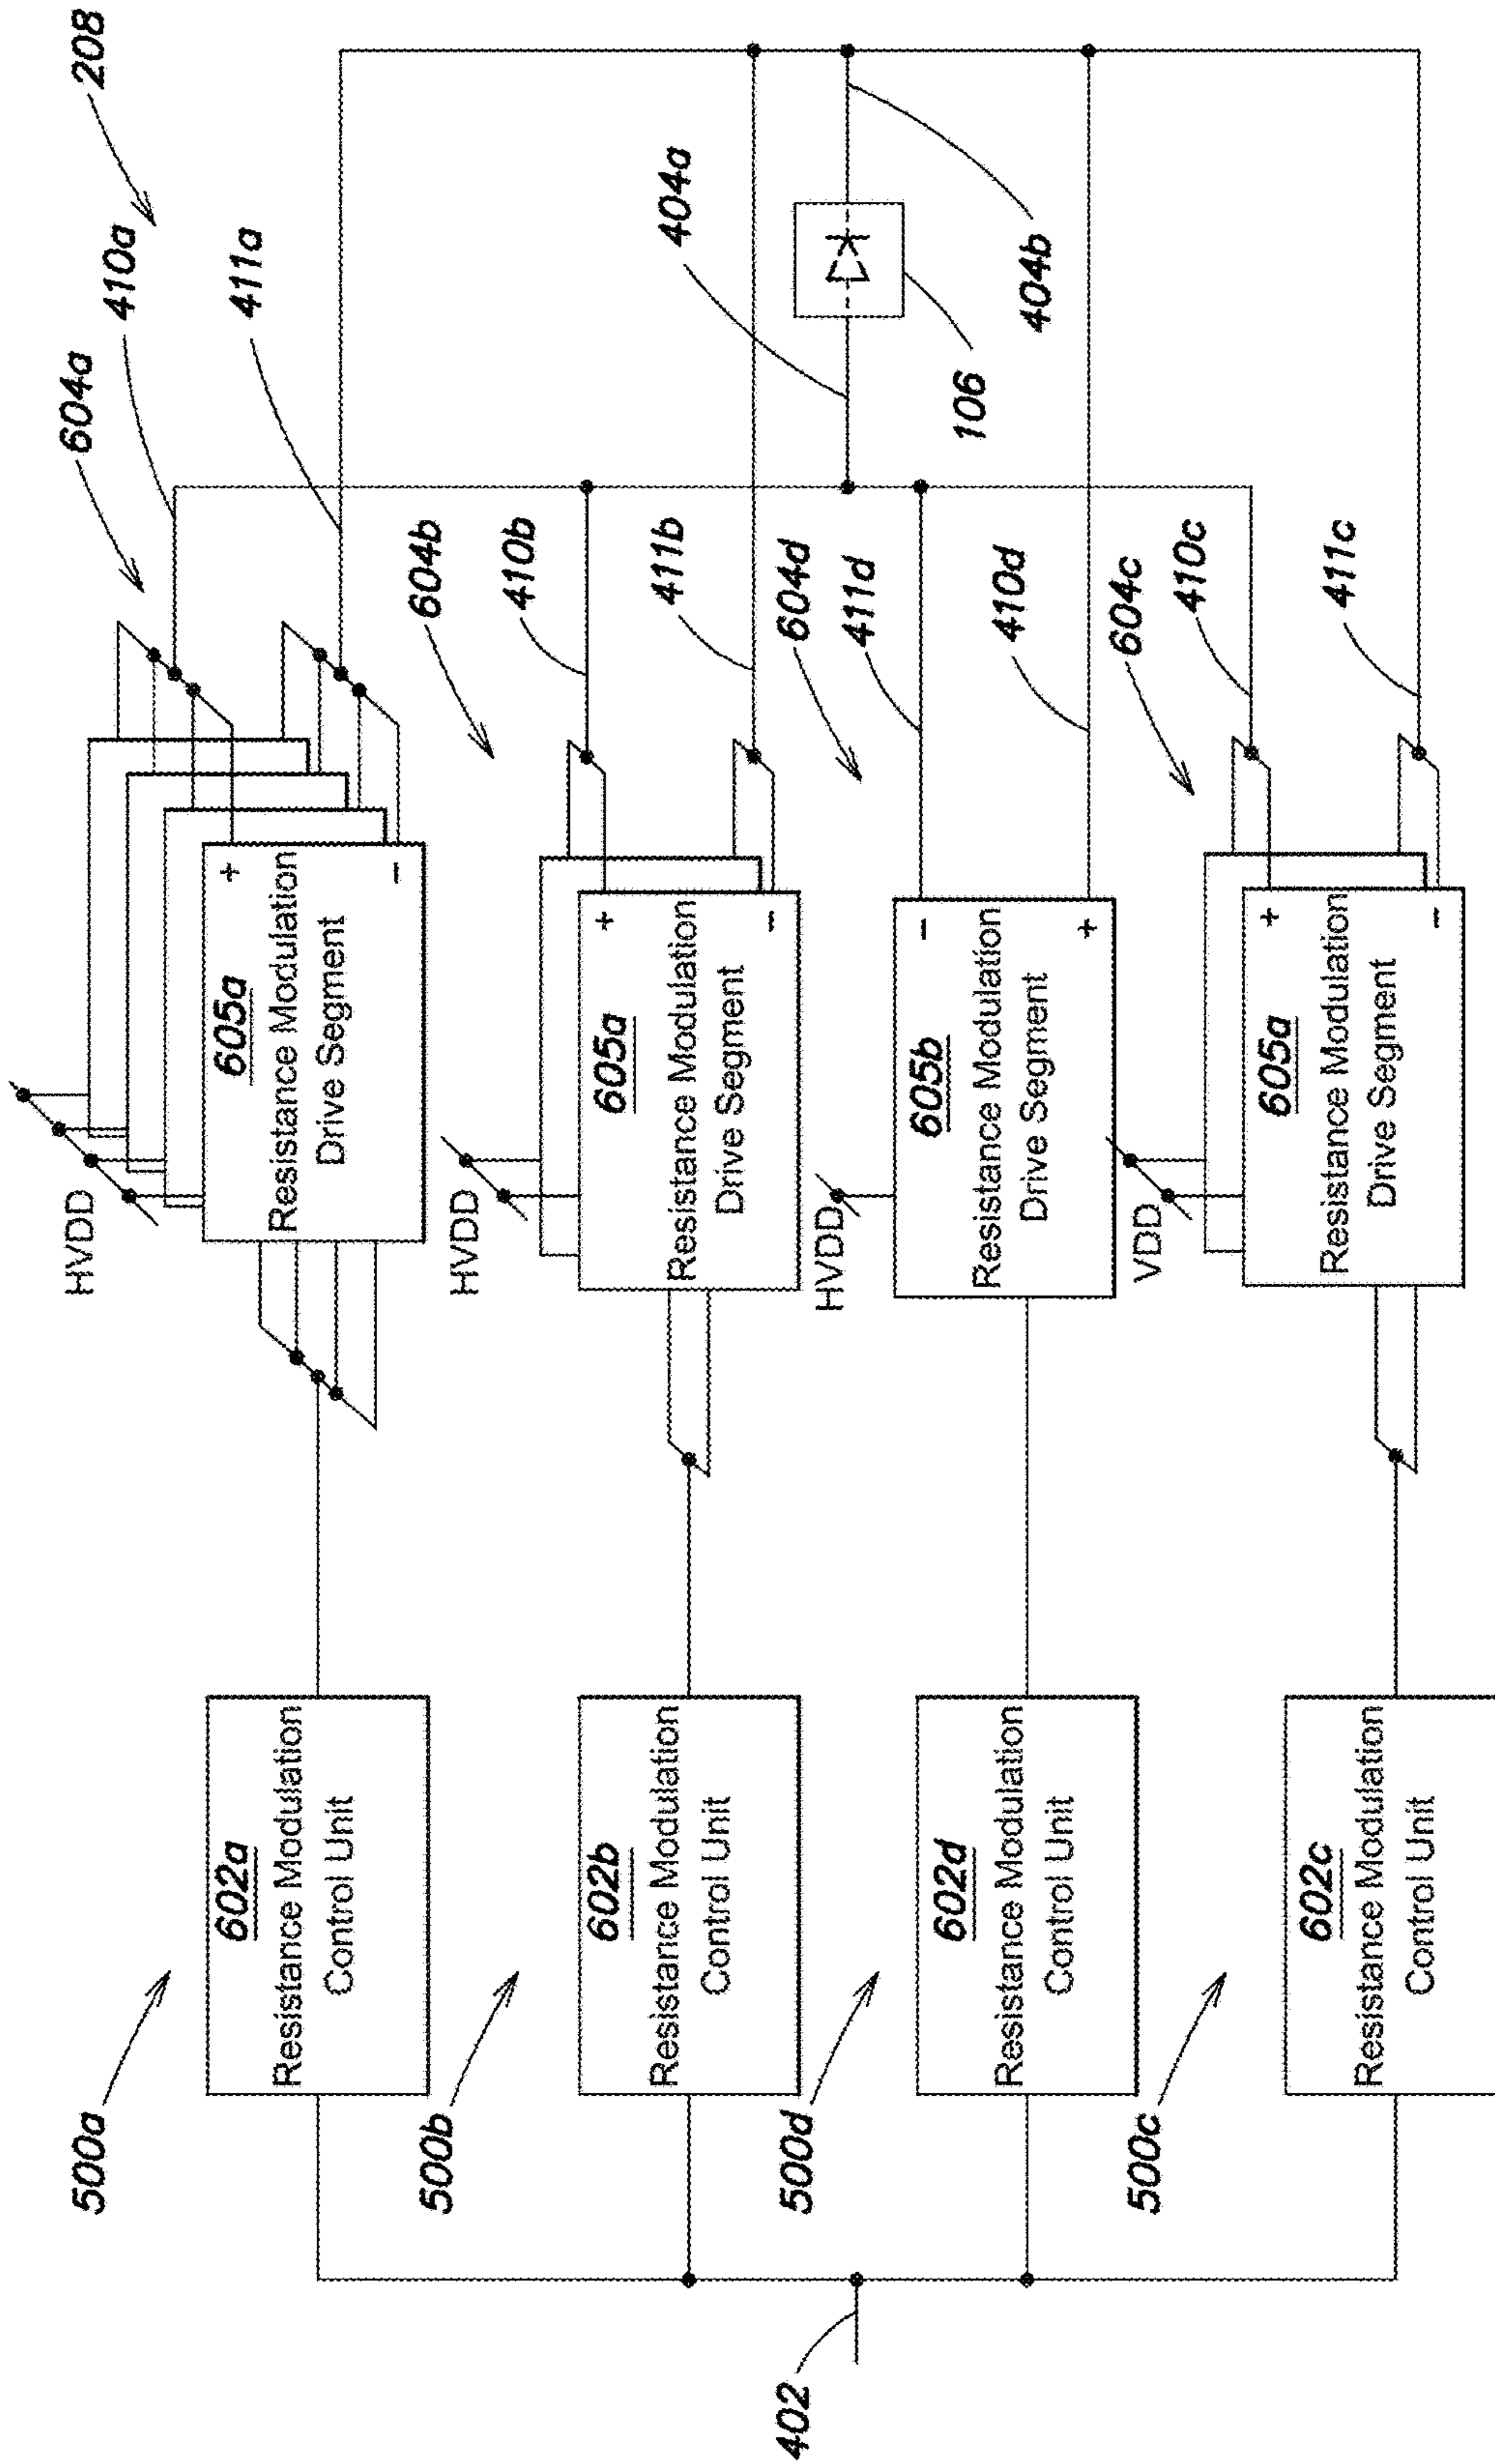 208
604a
410a
411a
HVDD
605a
Resistance Modulation
Drive Segment
+
−
500a
602a
Resistance Modulation
Control Unit
604b
410b
411b
404a
404b
106
HVDD
605a
Resistance Modulation
Drive Segment
+
−
500b
602b
Resistance Modulation
Control Unit
604d
411d
410d
HVDD
605b
Resistance Modulation
Drive Segment
−
+
500d
602d
Resistance Modulation
Control Unit
402
604c
410c
411c
VDD
605a
Resistance Modulation
Drive Segment
+
−
500c
602c
Resistance Modulation
Control Unit